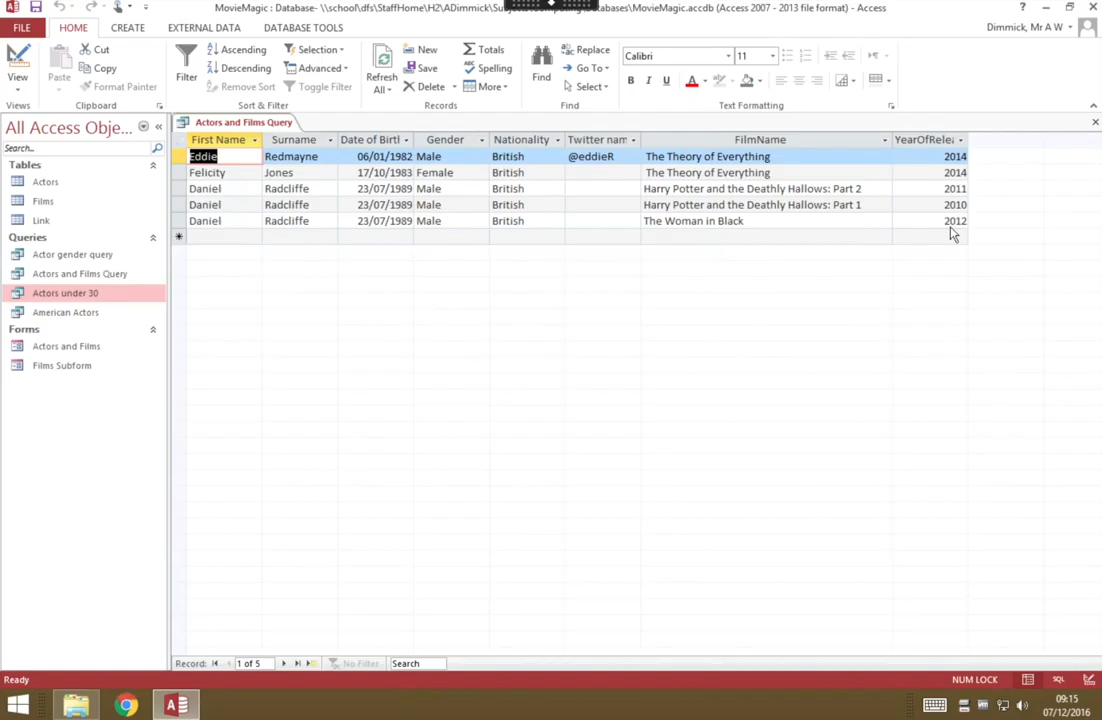 MovieMagic : Database- \\school\dfs\StaffHome\H2\ADimmick\Subjects\Computing\Databases\MovieMagic.accdb (Access 2007 - 2013 file format) - Access
FILE HOME CREATE EXTERNAL DATA DATABASE TOOLS Dimmick, Mr A W
View Paste Cut Copy Format Painter Filter Ascending Descending Remove Sort Selection Advanced Toggle Filter Refresh All New Save Delete Totals Spelling More Find Replace Go To Select Calibri 11 B I U A
Views Clipboard Sort & Filter Records Find Text Formatting
All Access Obje...
Search...
Tables
Actors
Films
Link
Queries
Actor gender query
Actors and Films Query
Actors under 30
American Actors
Forms
Actors and Films
Films Subform
Actors and Films Query
First Name Surname Date of Birtl Gender Nationality Twitter nam FilmName YearOfRelea
Eddie Redmayne 06/01/1982 Male British @eddieR The Theory of Everything 2014
Felicity Jones 17/10/1983 Female British The Theory of Everything 2014
Daniel Radcliffe 23/07/1989 Male British Harry Potter and the Deathly Hallows: Part 2 2011
Daniel Radcliffe 23/07/1989 Male British Harry Potter and the Deathly Hallows: Part 1 2010
Daniel Radcliffe 23/07/1989 Male British The Woman in Black 2012
Record: 1 of 5 No Filter Search
Ready NUM LOCK SQL
09:15
07/12/2016